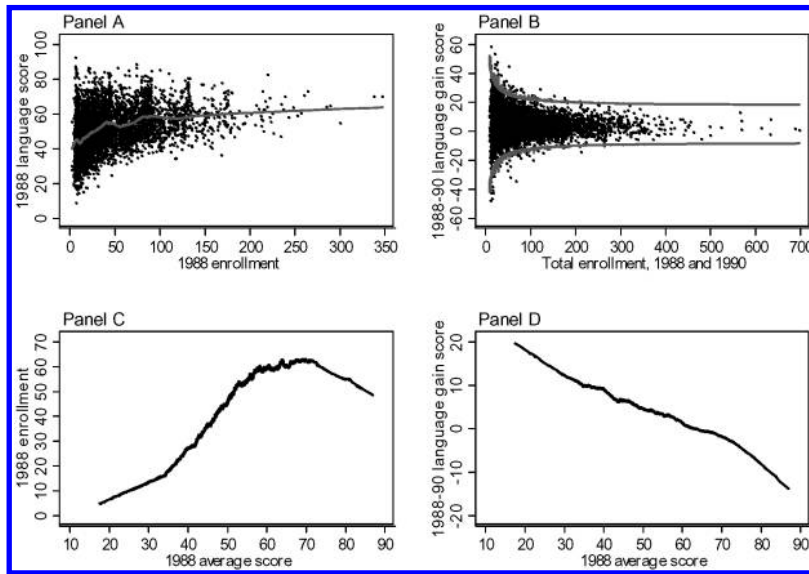 Panel A
1988 language score
0 20 40 60 80 100
0 50 100 150 200 250 300 350
1988 enrollment
Panel B
1988-90 language gain score
-60 -40 -20 0 20 40 60
0 100 200 300 400 500 600 700
Total enrollment, 1988 and 1990
Panel C
1988 enrollment
0 10 20 30 40 50 60 70
10 20 30 40 50 60 70 80 90
1988 average score
Panel D
1988-90 language gain score
-20 -10 0 10 20
10 20 30 40 50 60 70 80 90
1988 average score